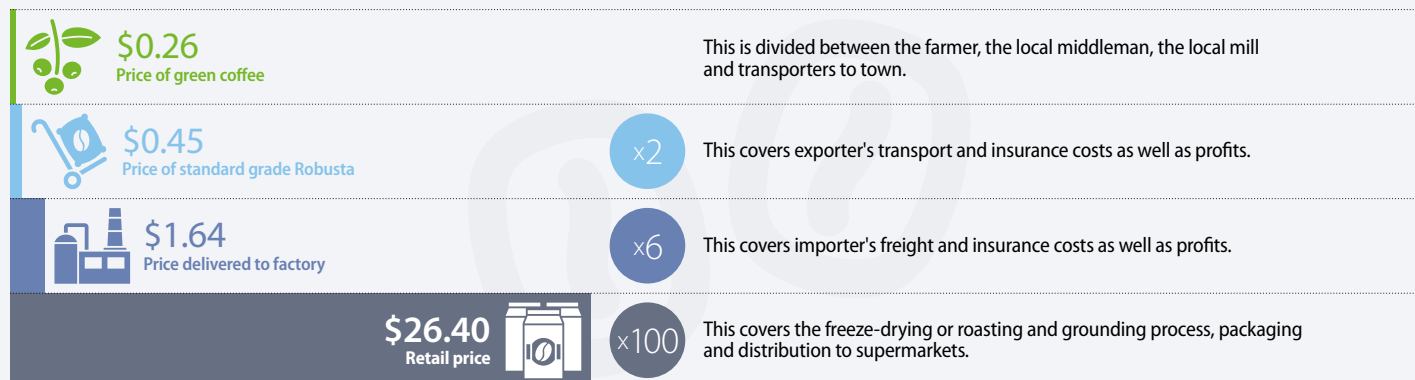 $0.26
Price of green coffee
This is divided between the farmer, the local middleman, the local mill
and transporters to town.
$0.45
Price of standard grade Robusta
x2
This covers exporter's transport and insurance costs as well as profits.
$1.64
Price delivered to factory
x6
This covers importer's freight and insurance costs as well as profits.
$26.40
Retail price
x100
This covers the freeze-drying or roasting and grounding process, packaging
and distribution to supermarkets.